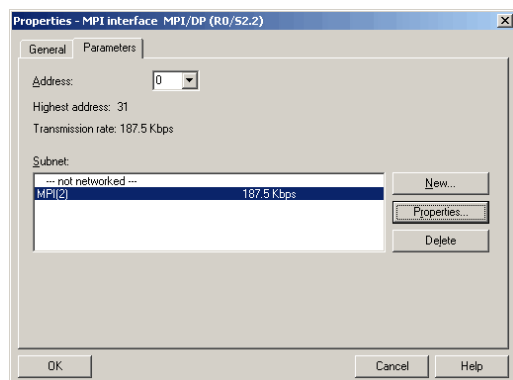 Properties - MPI interface MPI/DP (R0/S2.2)
General Parameters
Address: 0
Highest address: 31
Transmission rate: 187.5 Kbps
Subnet:
--- not networked ---
MPI(2) 187.5 Kbps
New...
Properties...
Delete
OK Cancel Help